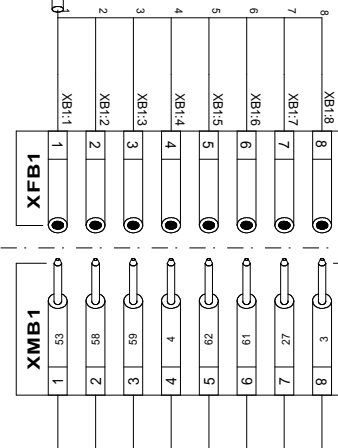 1 2 3 4 5 6 7 8
XB1:1 XB1:2 XB1:3 XB1:4 XB1:5 XB1:6 XB1:7 XB1:8
XFB1 1 2 3 4 5 6 7 8
XMB1 53 58 59 4 62 61 27 3
1 2 3 4 5 6 7 8